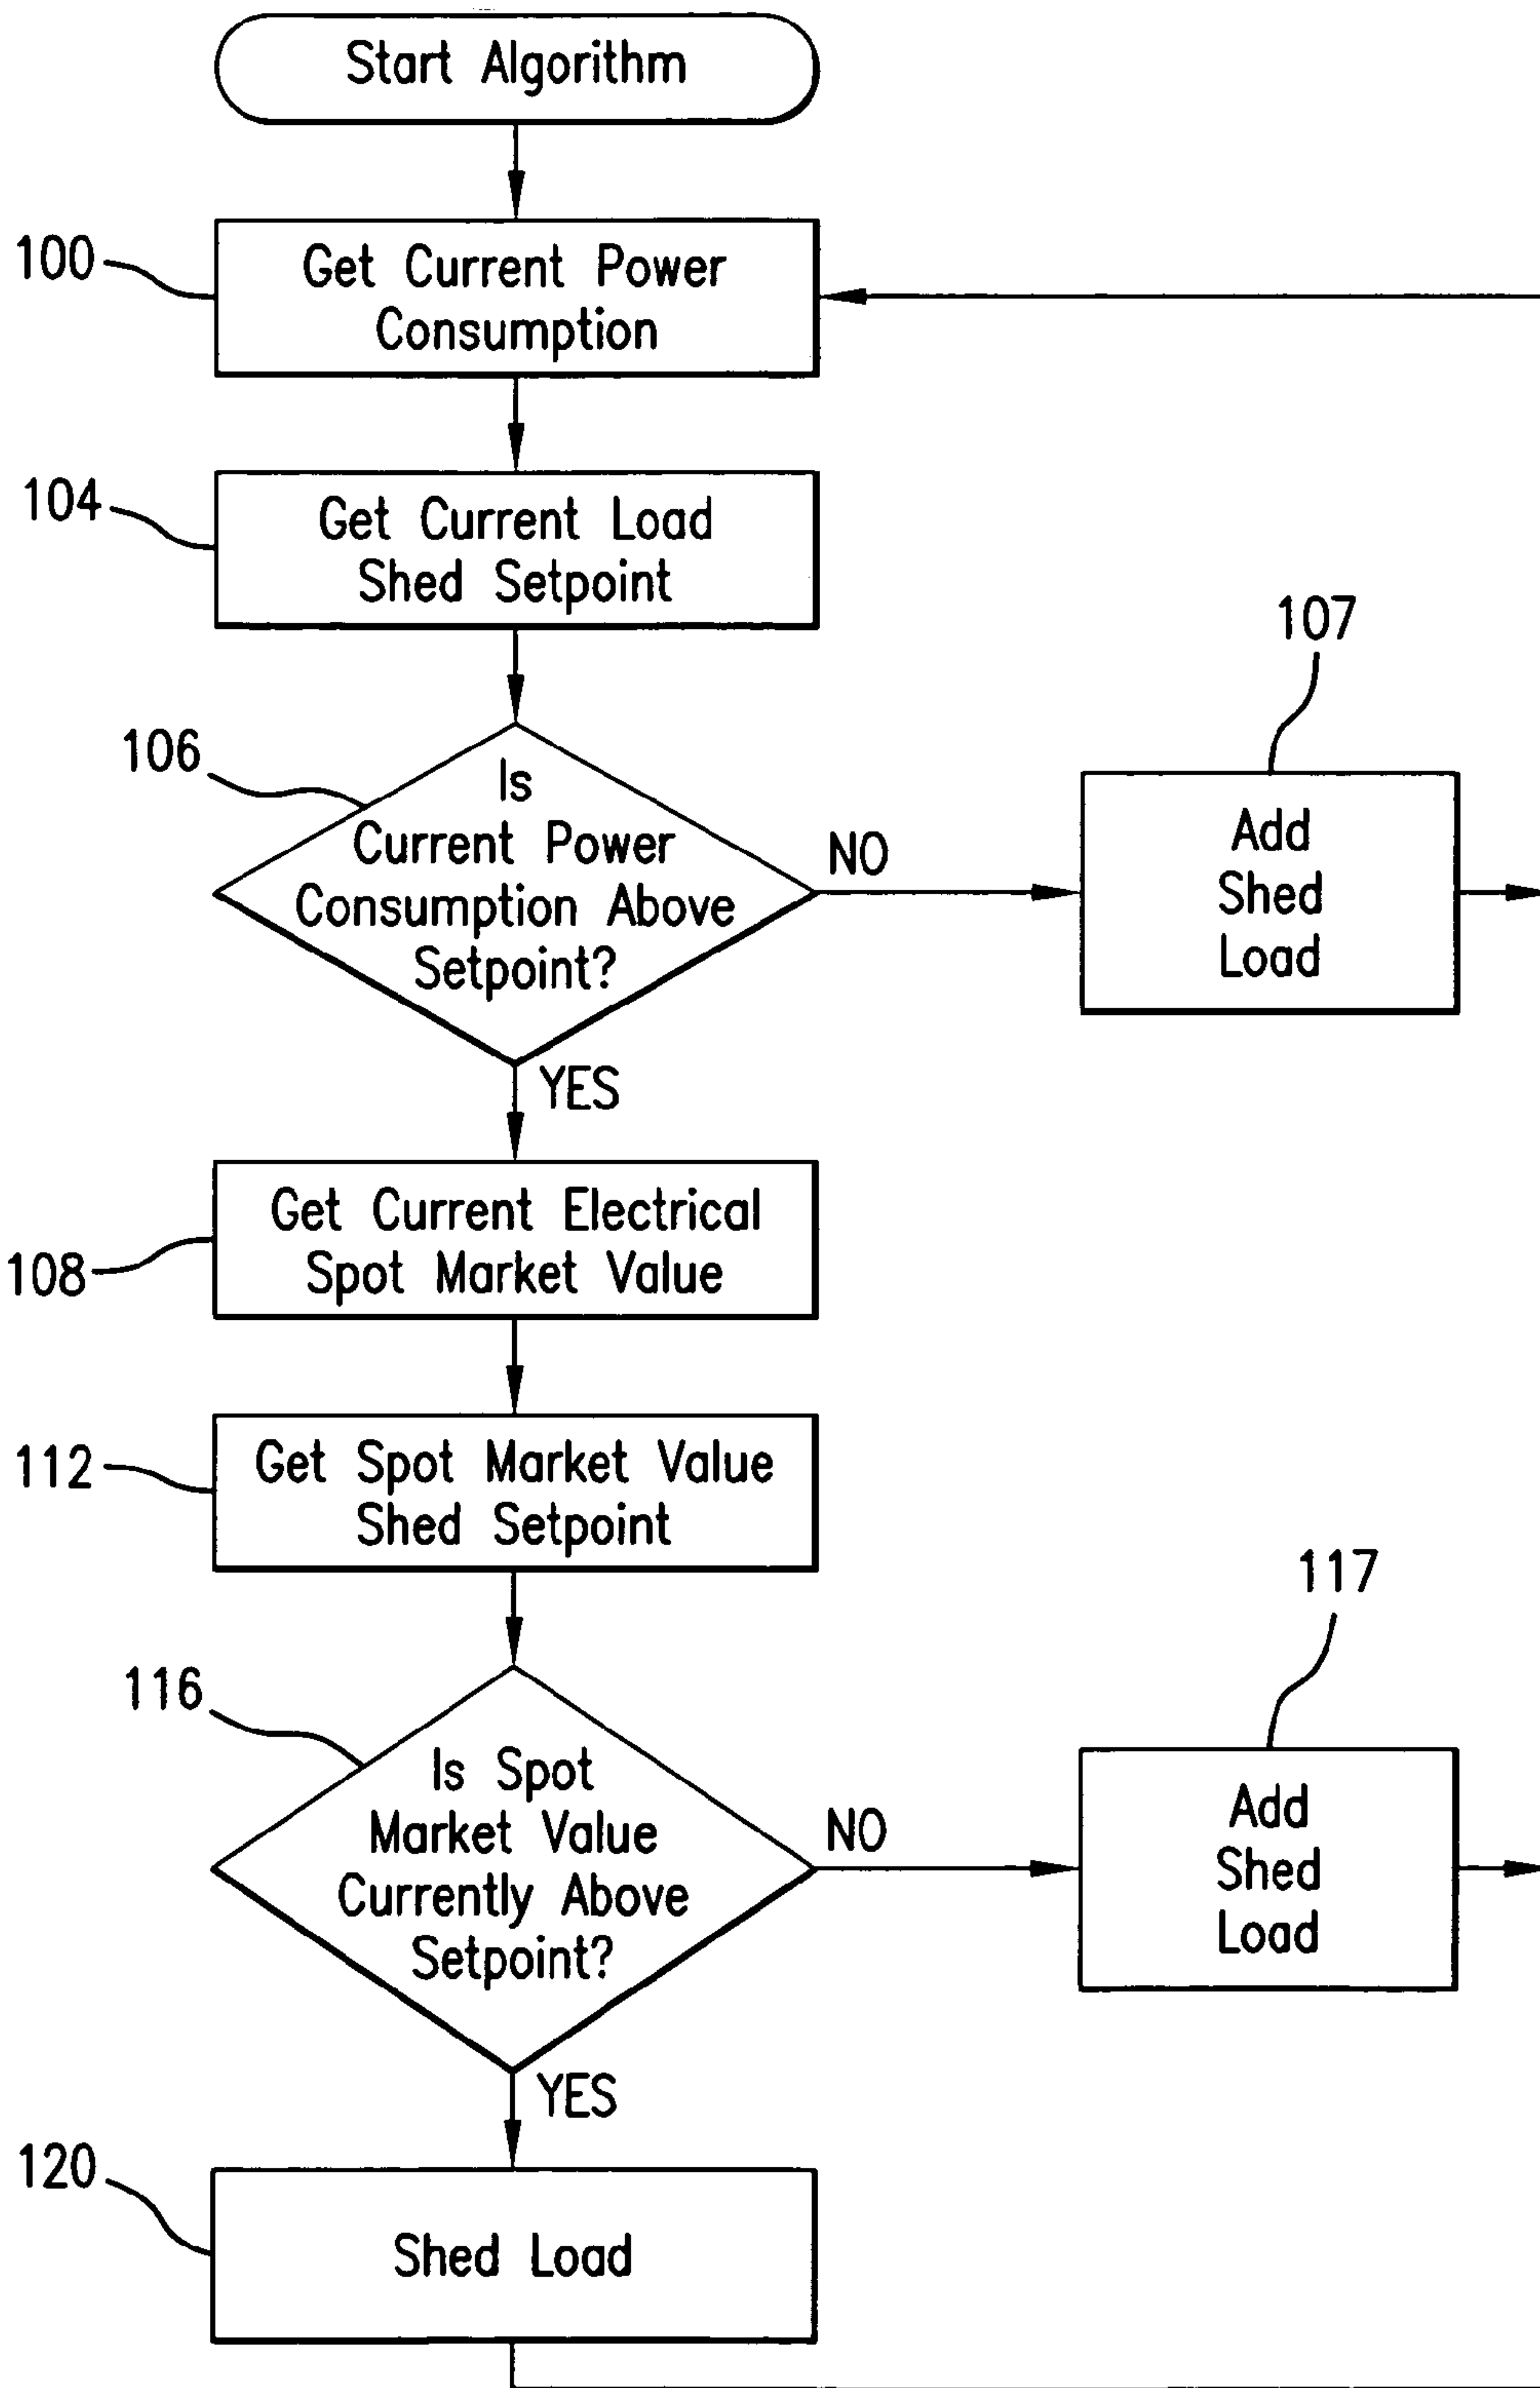 Start Algorithm
100
Get Current Power
Consumption
104
Get Current Load
Shed Setpoint
106
Is
Current Power
Consumption Above
Setpoint?
NO
107
Add
Shed
Load
YES
108
Get Current Electrical
Spot Market Value
112
Get Spot Market Value
Shed Setpoint
116
Is Spot
Market Value
Currently Above
Setpoint?
NO
117
Add
Shed
Load
YES
120
Shed Load